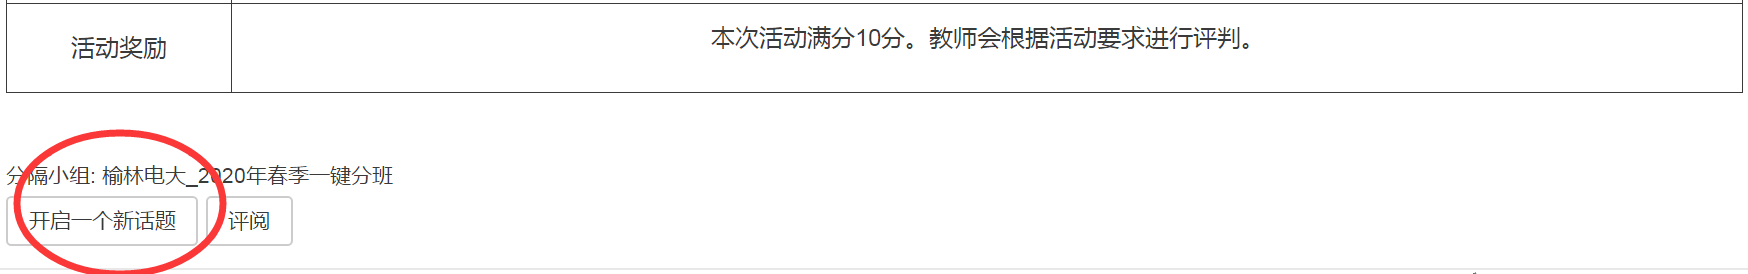 活动奖励
本次活动满分10分。教师会根据活动要求进行评判。
分隔小组: 榆林电大_2020年春季一键分班
开启一个新话题
评阅